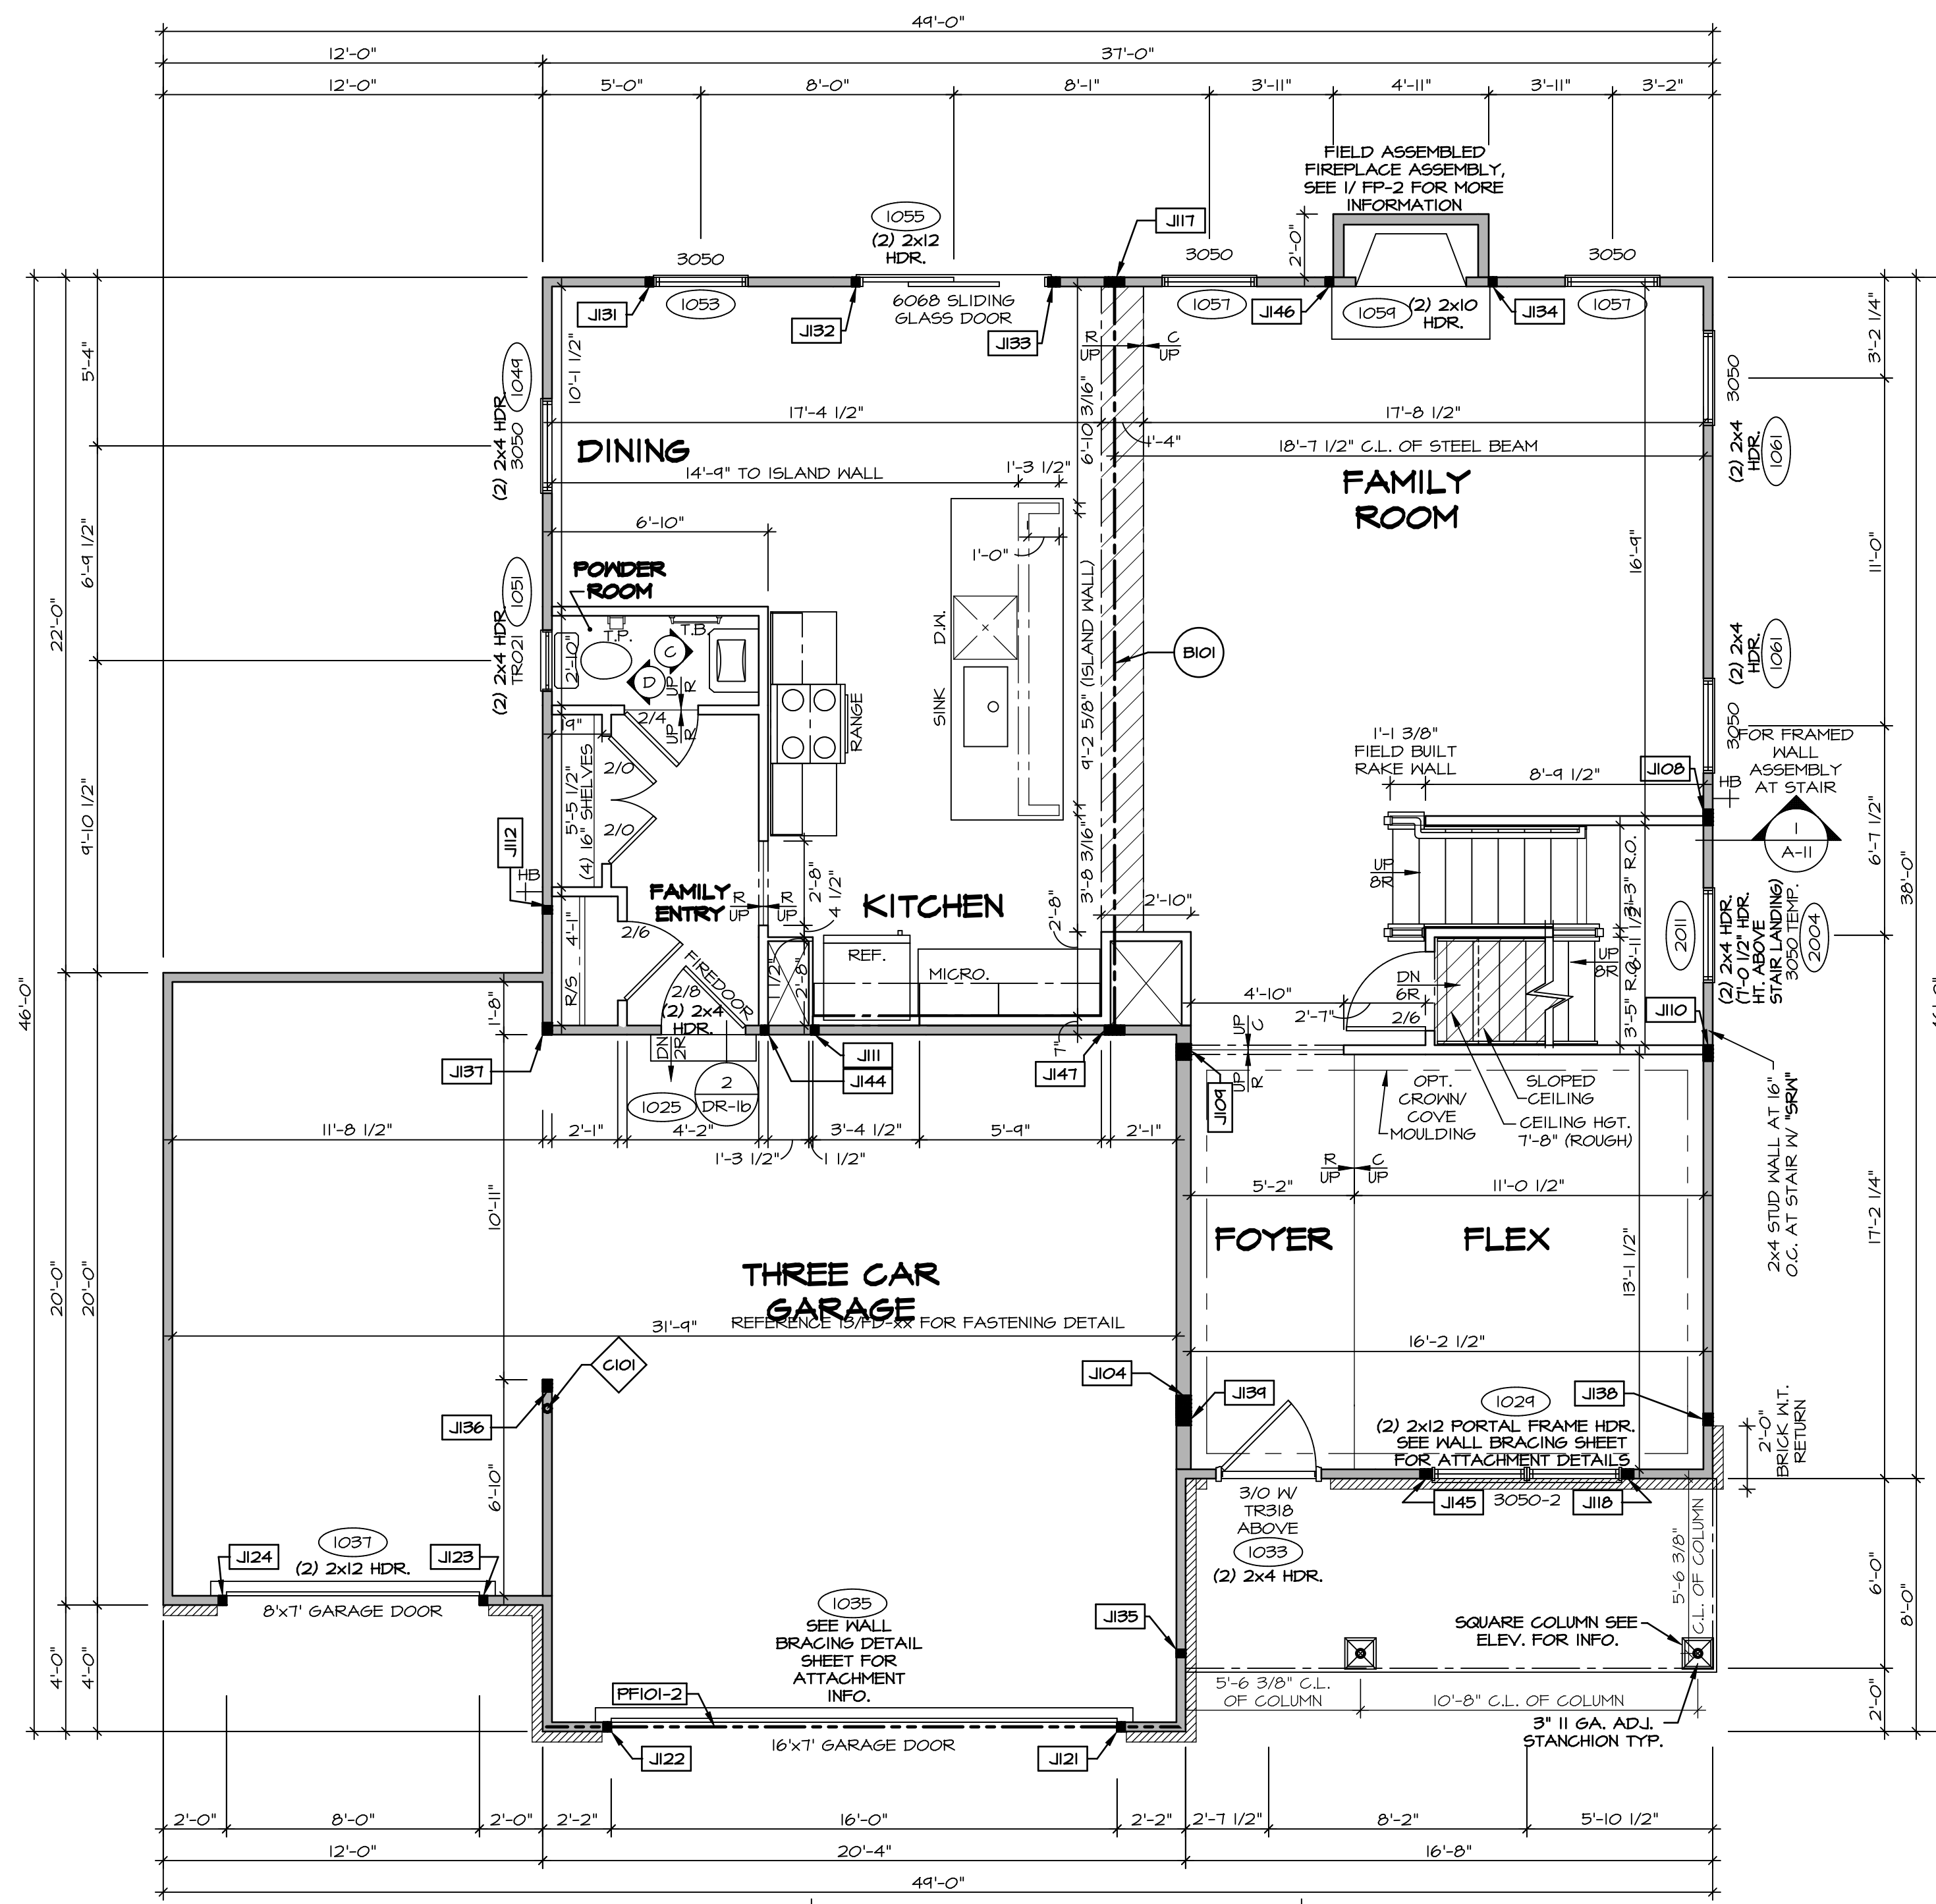 49'-0"
12'-0"
37'-0"
12'-0"
5'-0"
8'-0"
8'-1"
3'-11"
4'-11"
3'-11"
3'-2"
FIELD ASSEMBLED
FIREPLACE ASSEMBLY,
SEE 1/ FP-2 FOR MORE
INFORMATION
1055
(2) 2x12
HDR.
J117
2'-0"
3050
3050
3050
J131
1053
J132
6068 SLIDING
GLASS DOOR
J133
1057
J146
1059
(2) 2x10
HDR.
J134
1057
R
UP
C
UP
5'-4"
6'-9 1/2"
9'-10 1/2"
22'-0"
46'-0"
20'-0"
20'-0"
4'-0"
4'-0"
1049
3050
(2) 2x4 HDR.
1051
TR021
(2) 2x4 HDR.
10'-1 1/2"
6'-10 3/16"
17'-4 1/2"
17'-8 1/2"
1'-4"
18'-7 1/2" C.L. OF STEEL BEAM
DINING
14'-9" TO ISLAND WALL
1'-3 1/2"
FAMILY
ROOM
6'-10"
1'-0"
16'-9"
3'-2 1/4"
11'-0"
6'-7 1/2"
17'-2 1/4"
38'-0"
6'-0"
8'-0"
2'-0"
3050
(2) 2x4
HDR.
1061
(2) 2x4
HDR.
1061
3050
POWDER
ROOM
T.P.
T.B.
C
D
2'-10"
UP
R
UP
R
2/4
9"
D.W.
SINK
RANGE
9'-2 5/8" (ISLAND WALL)
B101
2/0
2/0
5'-5 1/2"
(4) 16" SHELVES
1'-1 3/8"
FIELD BUILT
RAKE WALL
8'-9 1/2"
J108
HB
FOR FRAMED
WALL
ASSEMBLY
AT STAIR
1
A-11
J112
HB
FAMILY
ENTRY
R
UP
R
UP
2'-8"
4 1/2"
KITCHEN
3'-8 3/16"
2'-8"
2'-10"
UP
8R
3'-3" R.O.
6'-11 1/2"
3'-5" R.O.
UP
8R
2011
(2) 2x4 HDR.
(7'-0 1/2" HDR.
HT. ABOVE
STAIR LANDING)
3050 TEMP.
2004
4'-1"
R/S
2/6
FIREDOOR
2/8
(2) 2x4
HDR.
2'-8"
REF.
MICRO.
4'-10"
2'-7"
DN
6R
2/6
J110
1'-8"
J137
DN
2R
1025
2
DR-1b
J111
J144
J147
7"
J109
UP
C
UP
R
OPT.
CROWN/
COVE
MOULDING
SLOPED
CEILING
CEILING HGT.
7'-8" (ROUGH)
2x4 STUD WALL AT 16"
O.C. AT STAIR W/ "SRW"
11'-8 1/2"
2'-1"
4'-2"
3'-4 1/2"
5'-9"
2'-1"
1'-3 1/2"
1 1/2"
R
UP
C
UP
5'-2"
11'-0 1/2"
10'-11"
FOYER
FLEX
13'-1 1/2"
THREE CAR
GARAGE
REFERENCE 13/FD-xx FOR FASTENING DETAIL
31'-9"
16'-2 1/2"
C101
J136
J104
J139
1029
J138
(2) 2x12 PORTAL FRAME HDR.
SEE WALL BRACING SHEET
FOR ATTACHMENT DETAILS
2'-0"
BRICK W.T.
RETURN
6'-10"
J145
3050-2
J118
3/0 W/
TR318
ABOVE
1033
(2) 2x4 HDR.
5'-6 3/8"
C.L. OF COLUMN
1037
J124
J123
(2) 2x12 HDR.
8'x7' GARAGE DOOR
1035
SEE WALL
BRACING DETAIL
SHEET FOR
ATTACHMENT
INFO.
J135
SQUARE COLUMN SEE
ELEV. FOR INFO.
PF101-2
5'-6 3/8" C.L.
OF COLUMN
10'-8" C.L. OF COLUMN
3" 11 GA. ADJ.
STANCHION TYP.
J122
16'x7' GARAGE DOOR
J121
2'-0"
8'-0"
2'-0"
2'-2"
16'-0"
2'-2"
2'-7 1/2"
8'-2"
5'-10 1/2"
12'-0"
20'-4"
16'-8"
49'-0"